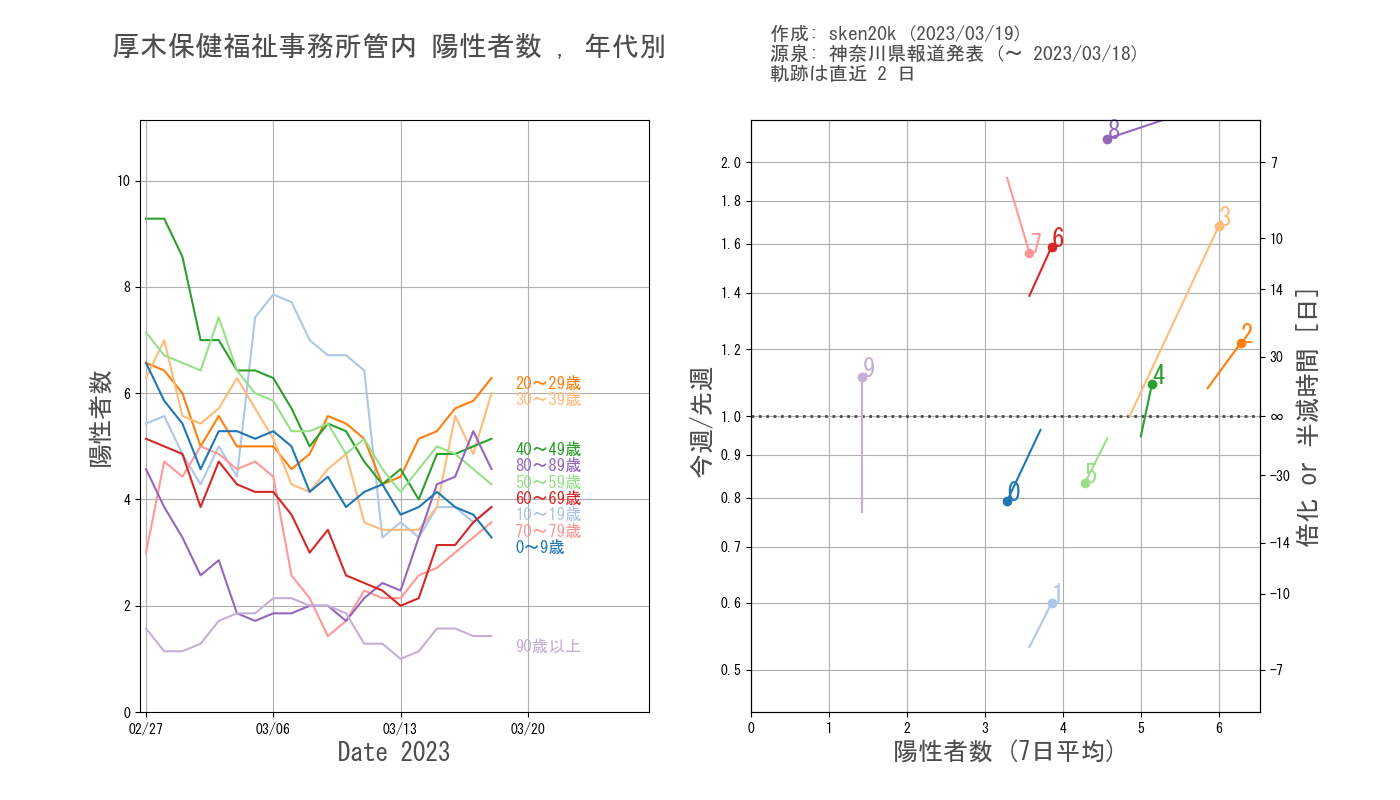 厚木保健福祉事務所管内 陽性者数 , 年代別
作成: sken20k (2023/03/19)
源泉: 神奈川県報道発表 (〜 2023/03/18)
軌跡は直近 2 日
陽性者数
10
8
6
4
2
0
02/27
03/06
03/13
03/20
Date 2023
20〜29歳
30〜39歳
40〜49歳
80〜89歳
50〜59歳
60〜69歳
10〜19歳
70〜79歳
0〜9歳
90歳以上
今週/先週
2.0
1.8
1.6
1.4
1.2
1.0
0.9
0.8
0.7
0.6
0.5
8
3
7
6
2
9
4
5
0
1
0
1
2
3
4
5
6
陽性者数 (7日平均)
7
10
14
30
∞
−30
−14
−10
−7
倍化 or 半減時間 [日]